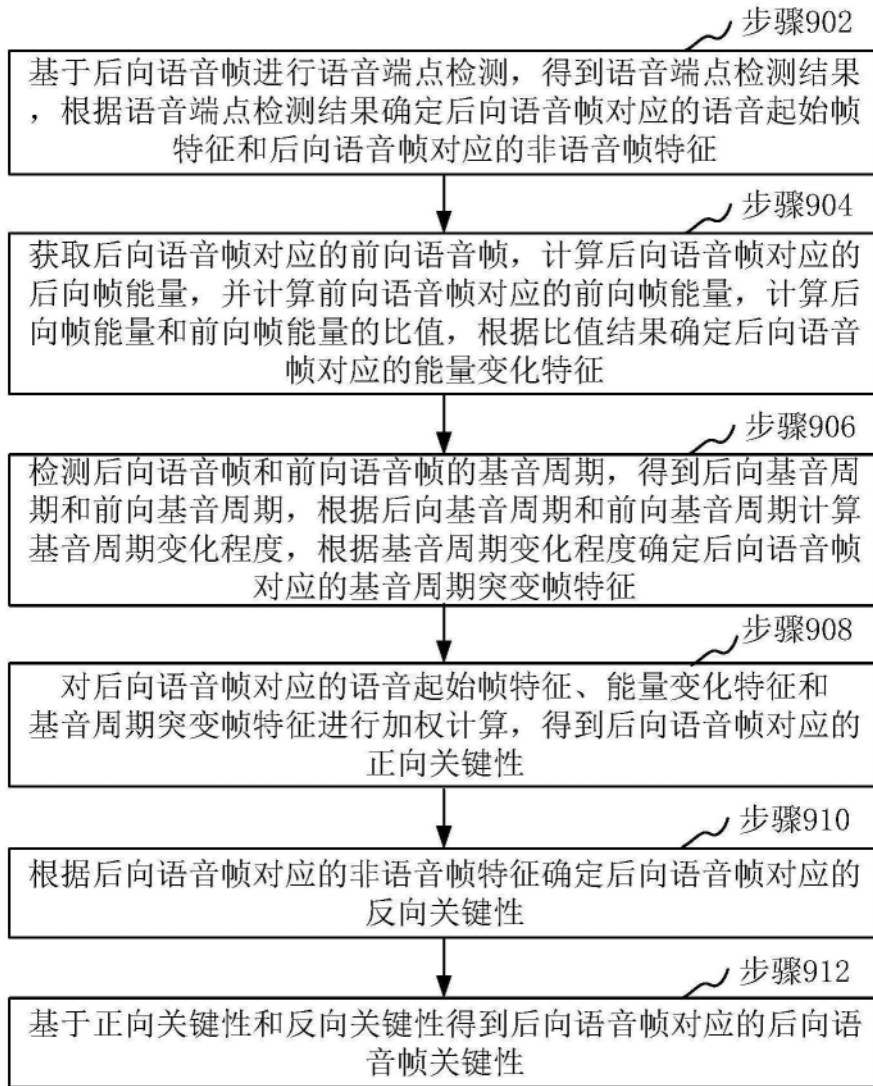 步骤902
基于后向语音帧进行语音端点检测，得到语音端点检测结果
，根据语音端点检测结果确定后向语音帧对应的语音起始帧
特征和后向语音帧对应的非语音帧特征
步骤904
获取后向语音帧对应的前向语音帧，计算后向语音帧对应的
后向帧能量，并计算前向语音帧对应的前向帧能量，计算后
向帧能量和前向帧能量的比值，根据比值结果确定后向语音
帧对应的能量变化特征
步骤906
检测后向语音帧和前向语音帧的基音周期，得到后向基音周
期和前向基音周期，根据后向基音周期和前向基音周期计算
基音周期变化程度，根据基音周期变化程度确定后向语音帧
对应的基音周期突变帧特征
步骤908
对后向语音帧对应的语音起始帧特征、能量变化特征和
基音周期突变帧特征进行加权计算，得到后向语音帧对应的
正向关键性
步骤910
根据后向语音帧对应的非语音帧特征确定后向语音帧对应的
反向关键性
步骤912
基于正向关键性和反向关键性得到后向语音帧对应的后向语
音帧关键性